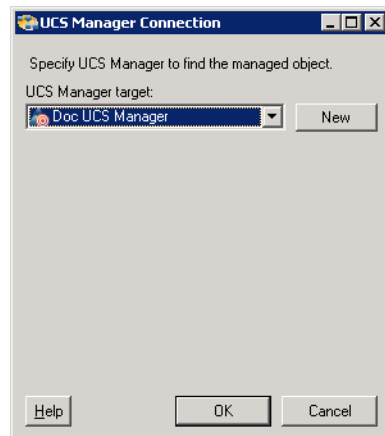 UCS Manager Connection
Specify UCS Manager to find the managed object.
UCS Manager target:
Doc UCS Manager
New
Help
OK
Cancel